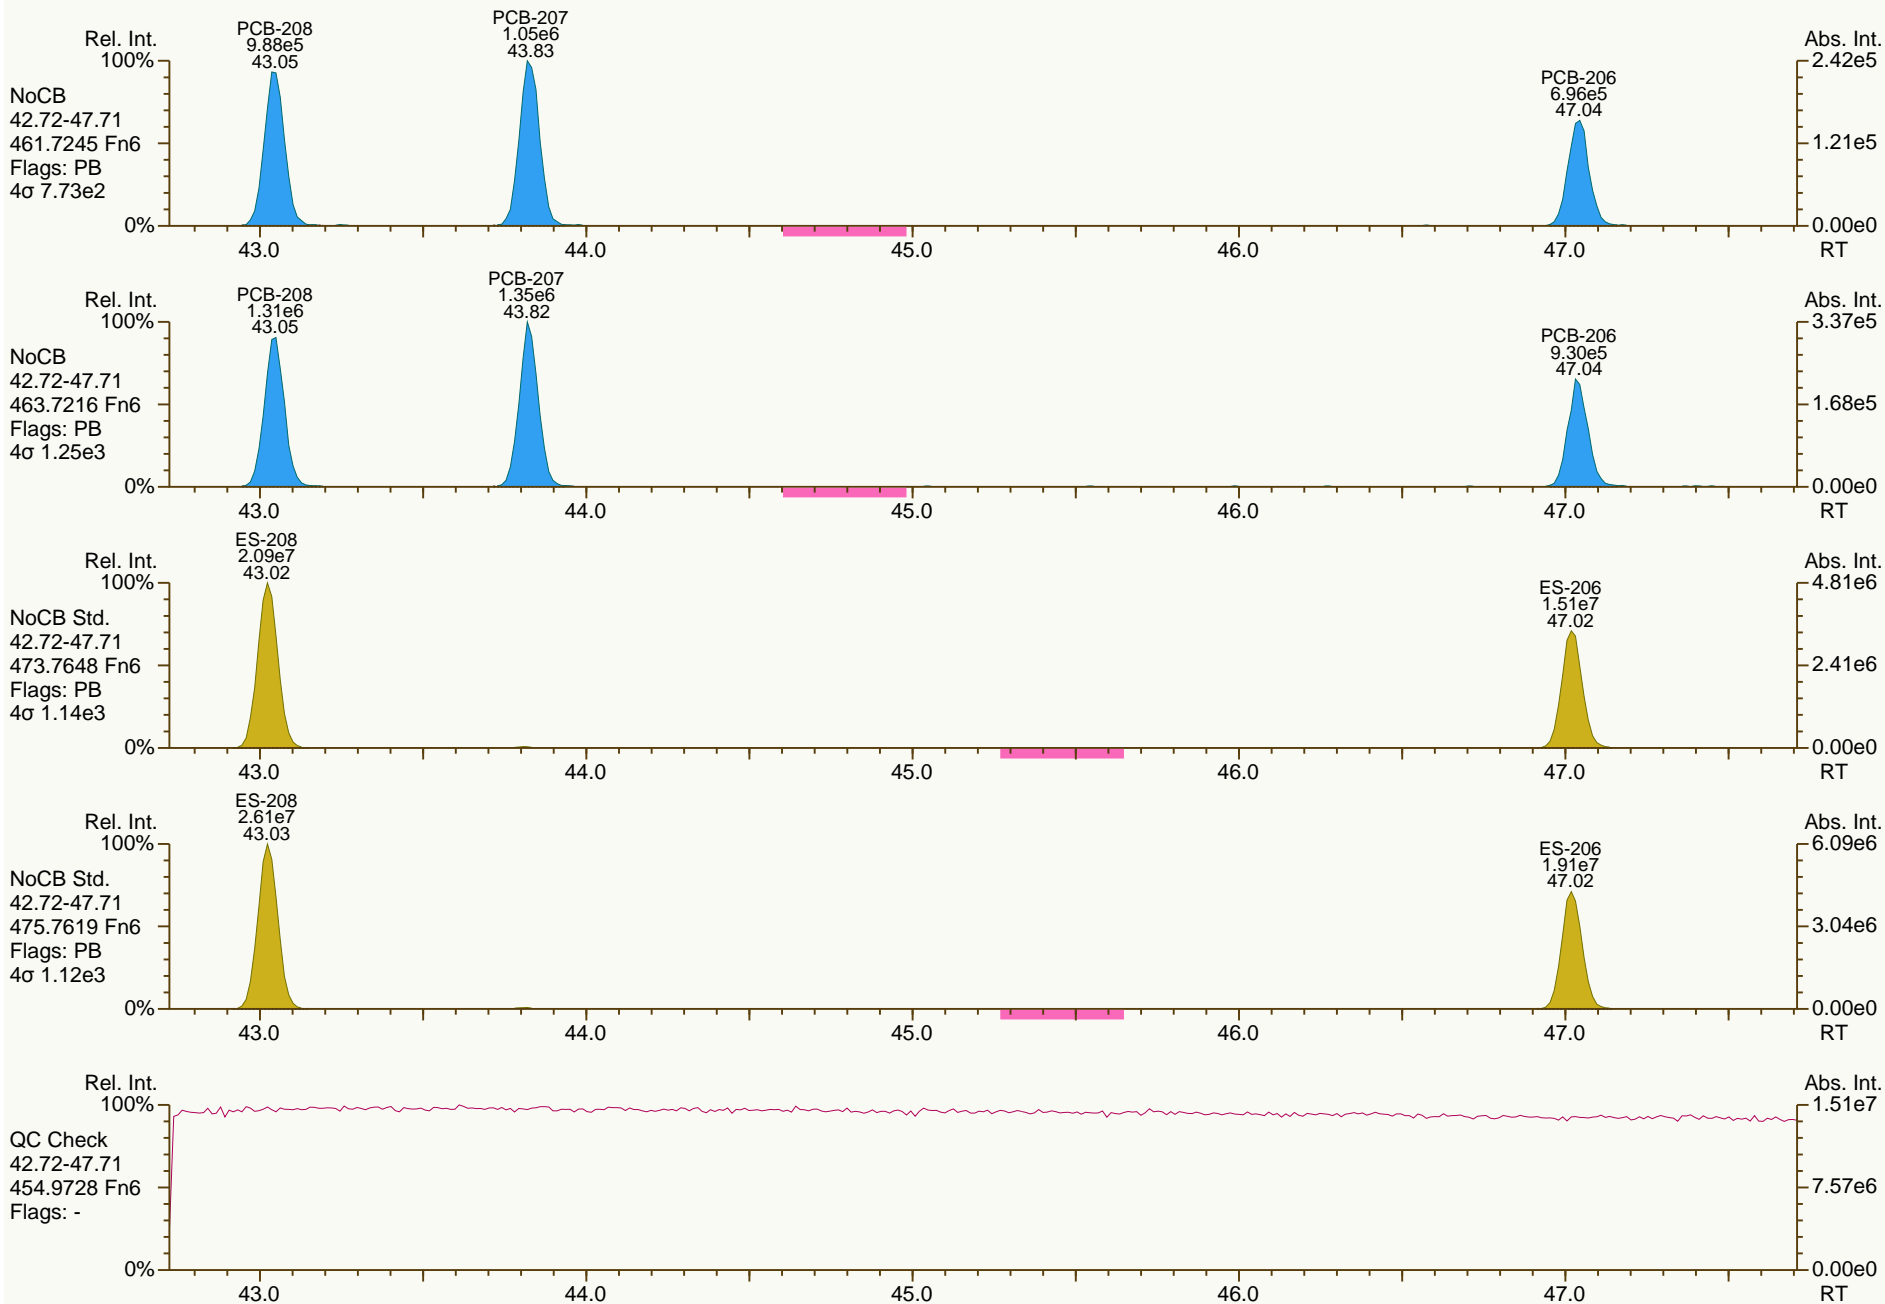 PCB-208
9.88e5
43.05
PCB-207
1.05e6
43.83
PCB-206
6.96e5
47.04
Rel. Int.
100%
0%
NoCB
42.72-47.71
461.7245 Fn6
Flags: PB
4σ 7.73e2
Abs. Int.
2.42e5
1.21e5
0.00e0
43.0 44.0 45.0 46.0 47.0 RT
PCB-208
1.31e6
43.05
PCB-207
1.35e6
43.82
PCB-206
9.30e5
47.04
Rel. Int.
100%
0%
NoCB
42.72-47.71
463.7216 Fn6
Flags: PB
4σ 1.25e3
Abs. Int.
3.37e5
1.68e5
0.00e0
43.0 44.0 45.0 46.0 47.0 RT
ES-208
2.09e7
43.02
ES-206
1.51e7
47.02
Rel. Int.
100%
0%
NoCB Std.
42.72-47.71
473.7648 Fn6
Flags: PB
4σ 1.14e3
Abs. Int.
4.81e6
2.41e6
0.00e0
43.0 44.0 45.0 46.0 47.0 RT
ES-208
2.61e7
43.03
ES-206
1.91e7
47.02
Rel. Int.
100%
0%
NoCB Std.
42.72-47.71
475.7619 Fn6
Flags: PB
4σ 1.12e3
Abs. Int.
6.09e6
3.04e6
0.00e0
43.0 44.0 45.0 46.0 47.0 RT
Rel. Int.
100%
0%
QC Check
42.72-47.71
454.9728 Fn6
Flags: -
Abs. Int.
1.51e7
7.57e6
0.00e0
43.0 44.0 45.0 46.0 47.0 RT